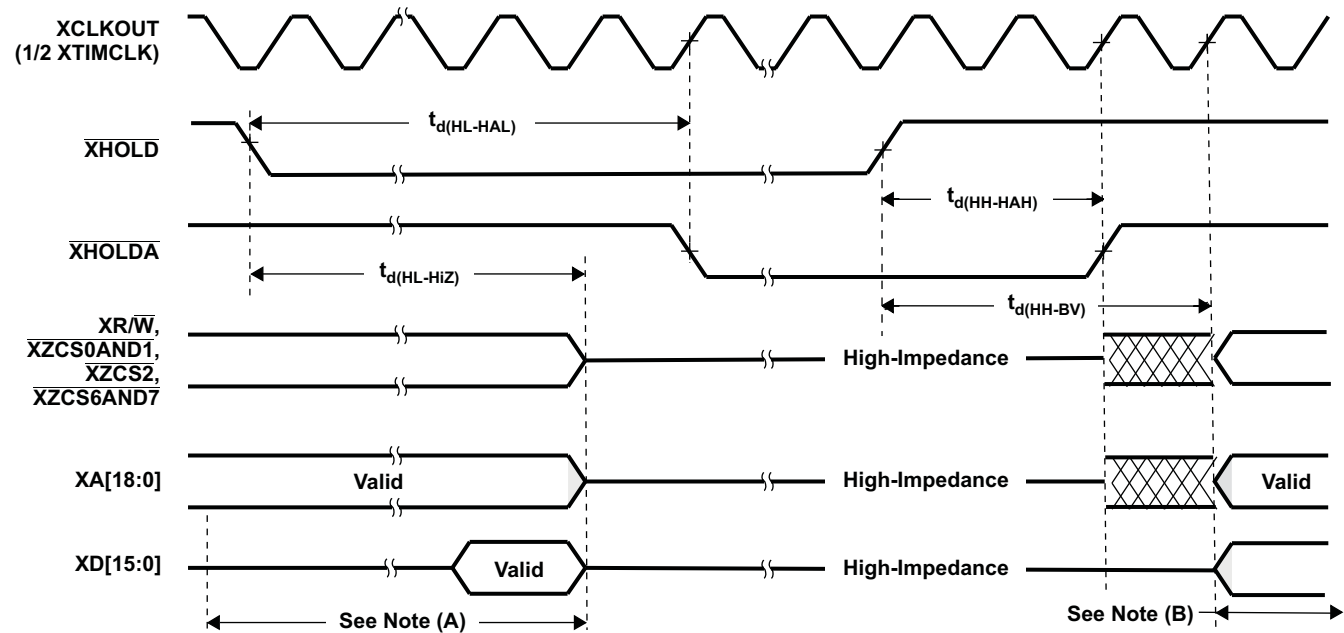 XCLKOUT
(1/2 XTIMCLK)
td(HL-HAL)
XHOLD
td(HH-HAH)
XHOLDA
td(HL-HiZ)
td(HH-BV)
XR/W,
XZCS0AND1,
XZCS2,
XZCS6AND7
High-Impedance
XA[18:0]
Valid
High-Impedance
Valid
XD[15:0]
Valid
High-Impedance
See Note (A)
See Note (B)